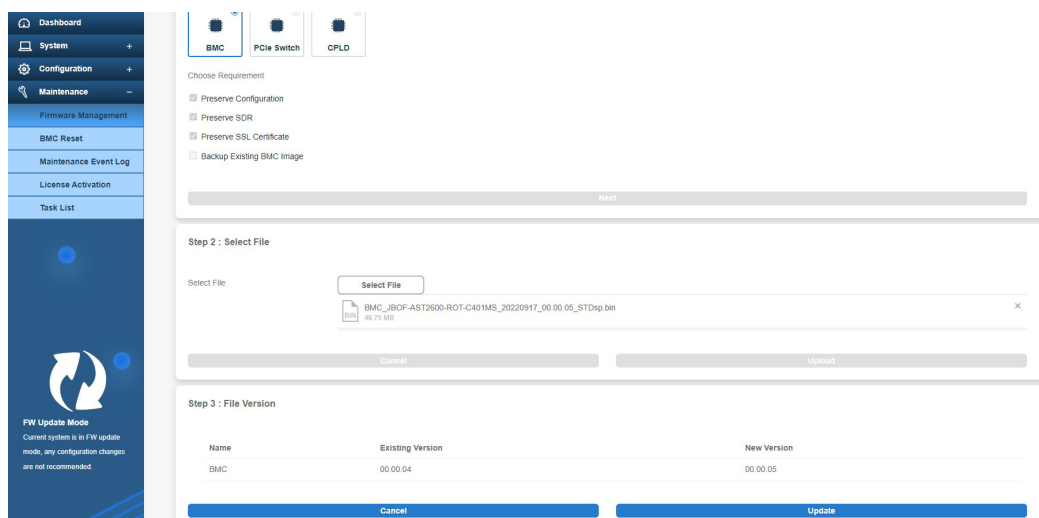 Dashboard
System +
Configuration +
Maintenance −
Firmware Management
BMC Reset
Maintenance Event Log
License Activation
Task List
FW Update Mode
Current system is in FW update
mode, any configuration changes
are not recommended.
BMC PCIe Switch CPLD
Choose Requirement
Preserve Configuration
Preserve SDR
Preserve SSL Certificate
Backup Existing BMC Image
Next
Step 2 : Select File
Select File Select File
BIN BMC_JBOF-AST2600-ROT-C401MS_20220917_00.00.05_STDsp.bin ×
46.75 MB
Cancel Upload
Step 3 : File Version
Name Existing Version New Version
BMC 00.00.04 00.00.05
Cancel Update